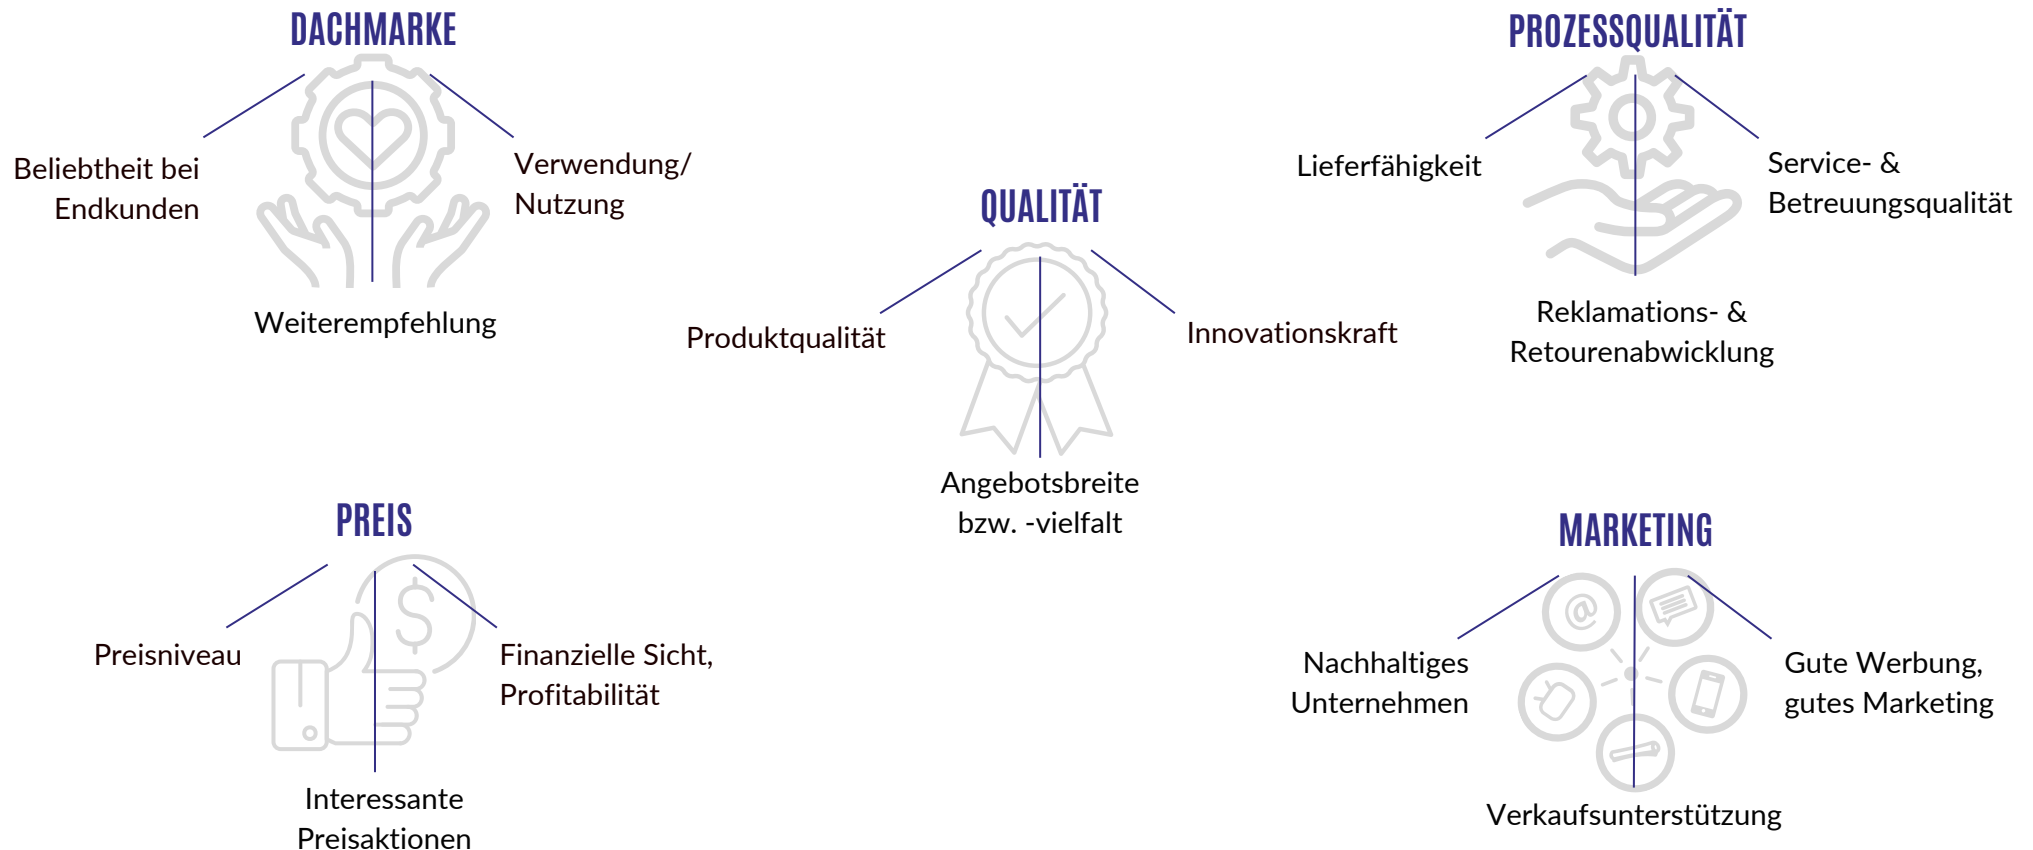 DACHMARKE
Beliebtheit bei
Endkunden
Verwendung/
Nutzung
Weiterempfehlung
PROZESSQUALITÄT
Lieferfähigkeit
Service- &
Betreuungsqualität
Reklamations- &
Retourenabwicklung
QUALITÄT
Produktqualität
Innovationskraft
Angebotsbreite
bzw. -vielfalt
PREIS
$
Preisniveau
Finanzielle Sicht,
Profitabilität
Interessante
Preisaktionen
MARKETING
@
Nachhaltiges
Unternehmen
Gute Werbung,
gutes Marketing
Verkaufsunterstützung